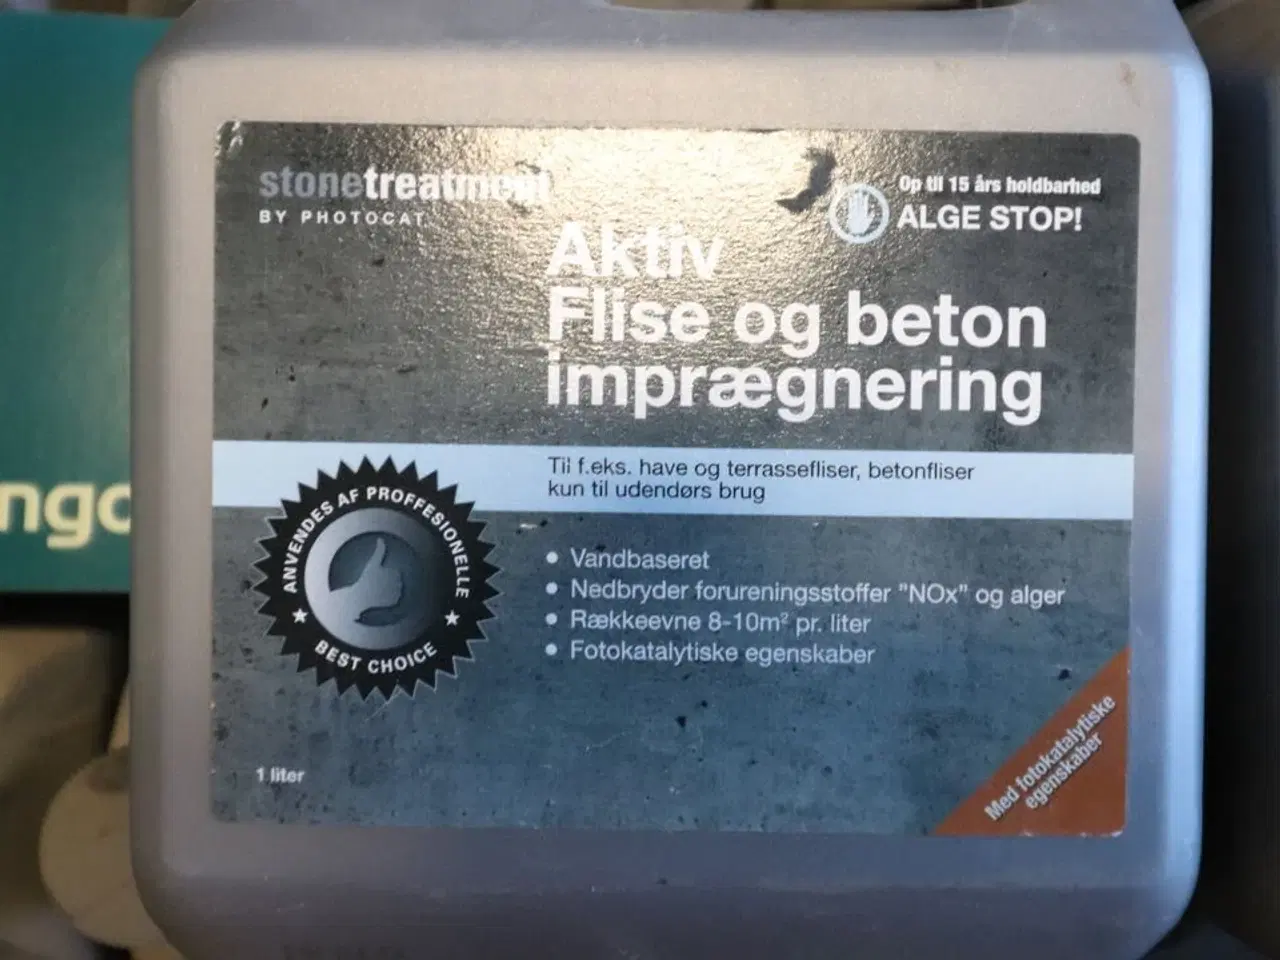 stonetreatment
BY PHOTOCAT
Op til 15 års holdbarhed
ALGE STOP!
Aktiv
Flise og beton
imprægnering
Til f.eks. have og terrassefliser, betonfliser
kun til udendørs brug
ANVENDES AF PROFFESIONELLE
BEST CHOICE
• Vandbaseret
• Nedbryder forureningsstoffer "NOx" og alger
• Rækkeevne 8-10m² pr. liter
• Fotokatalytiske egenskaber
1 liter
Med fotokatalytiske
egenskaber